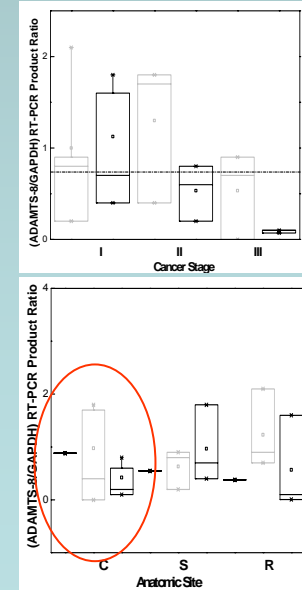 (ADAMTS-8/GAPDH) RT-PCR Product Ratio
2
1
0
I II III
Cancer Stage
(ADAMTS-8/GAPDH) RT-PCR Product Ratio
4
2
0
C S R
Anatomic Site